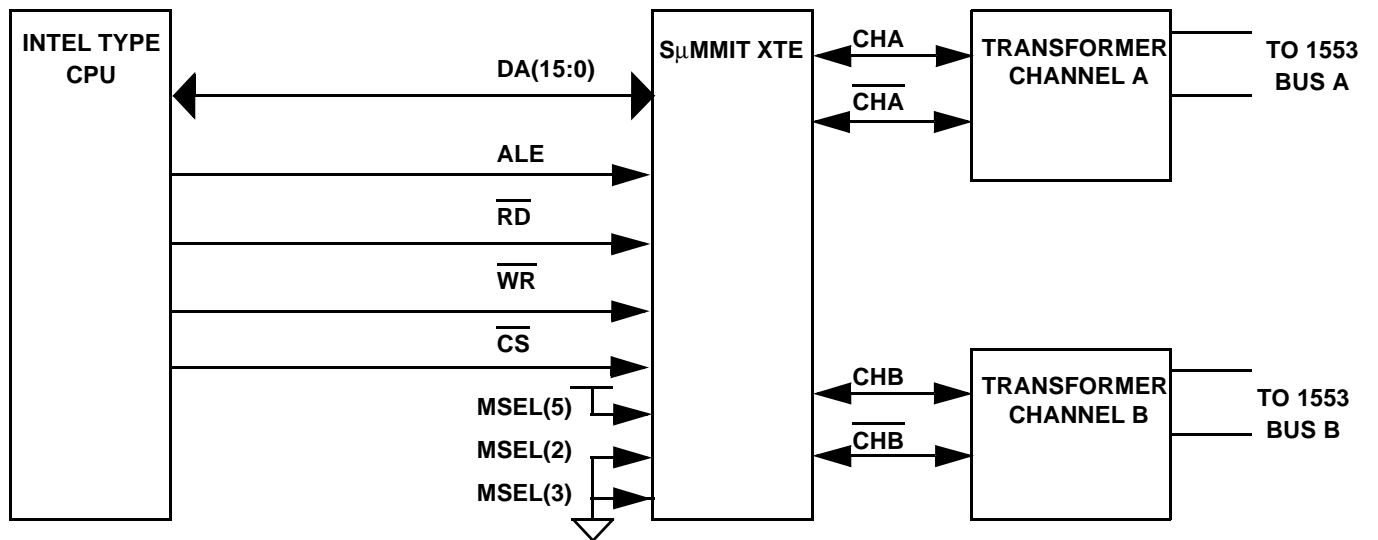 INTEL TYPE
CPU
DA(15:0)
ALE
RD
WR
CS
MSEL(5)
MSEL(2)
MSEL(3)
SμMMIT XTE
CHA
CHA
CHB
CHB
TRANSFORMER
CHANNEL A
TO 1553
BUS A
TRANSFORMER
CHANNEL B
TO 1553
BUS B